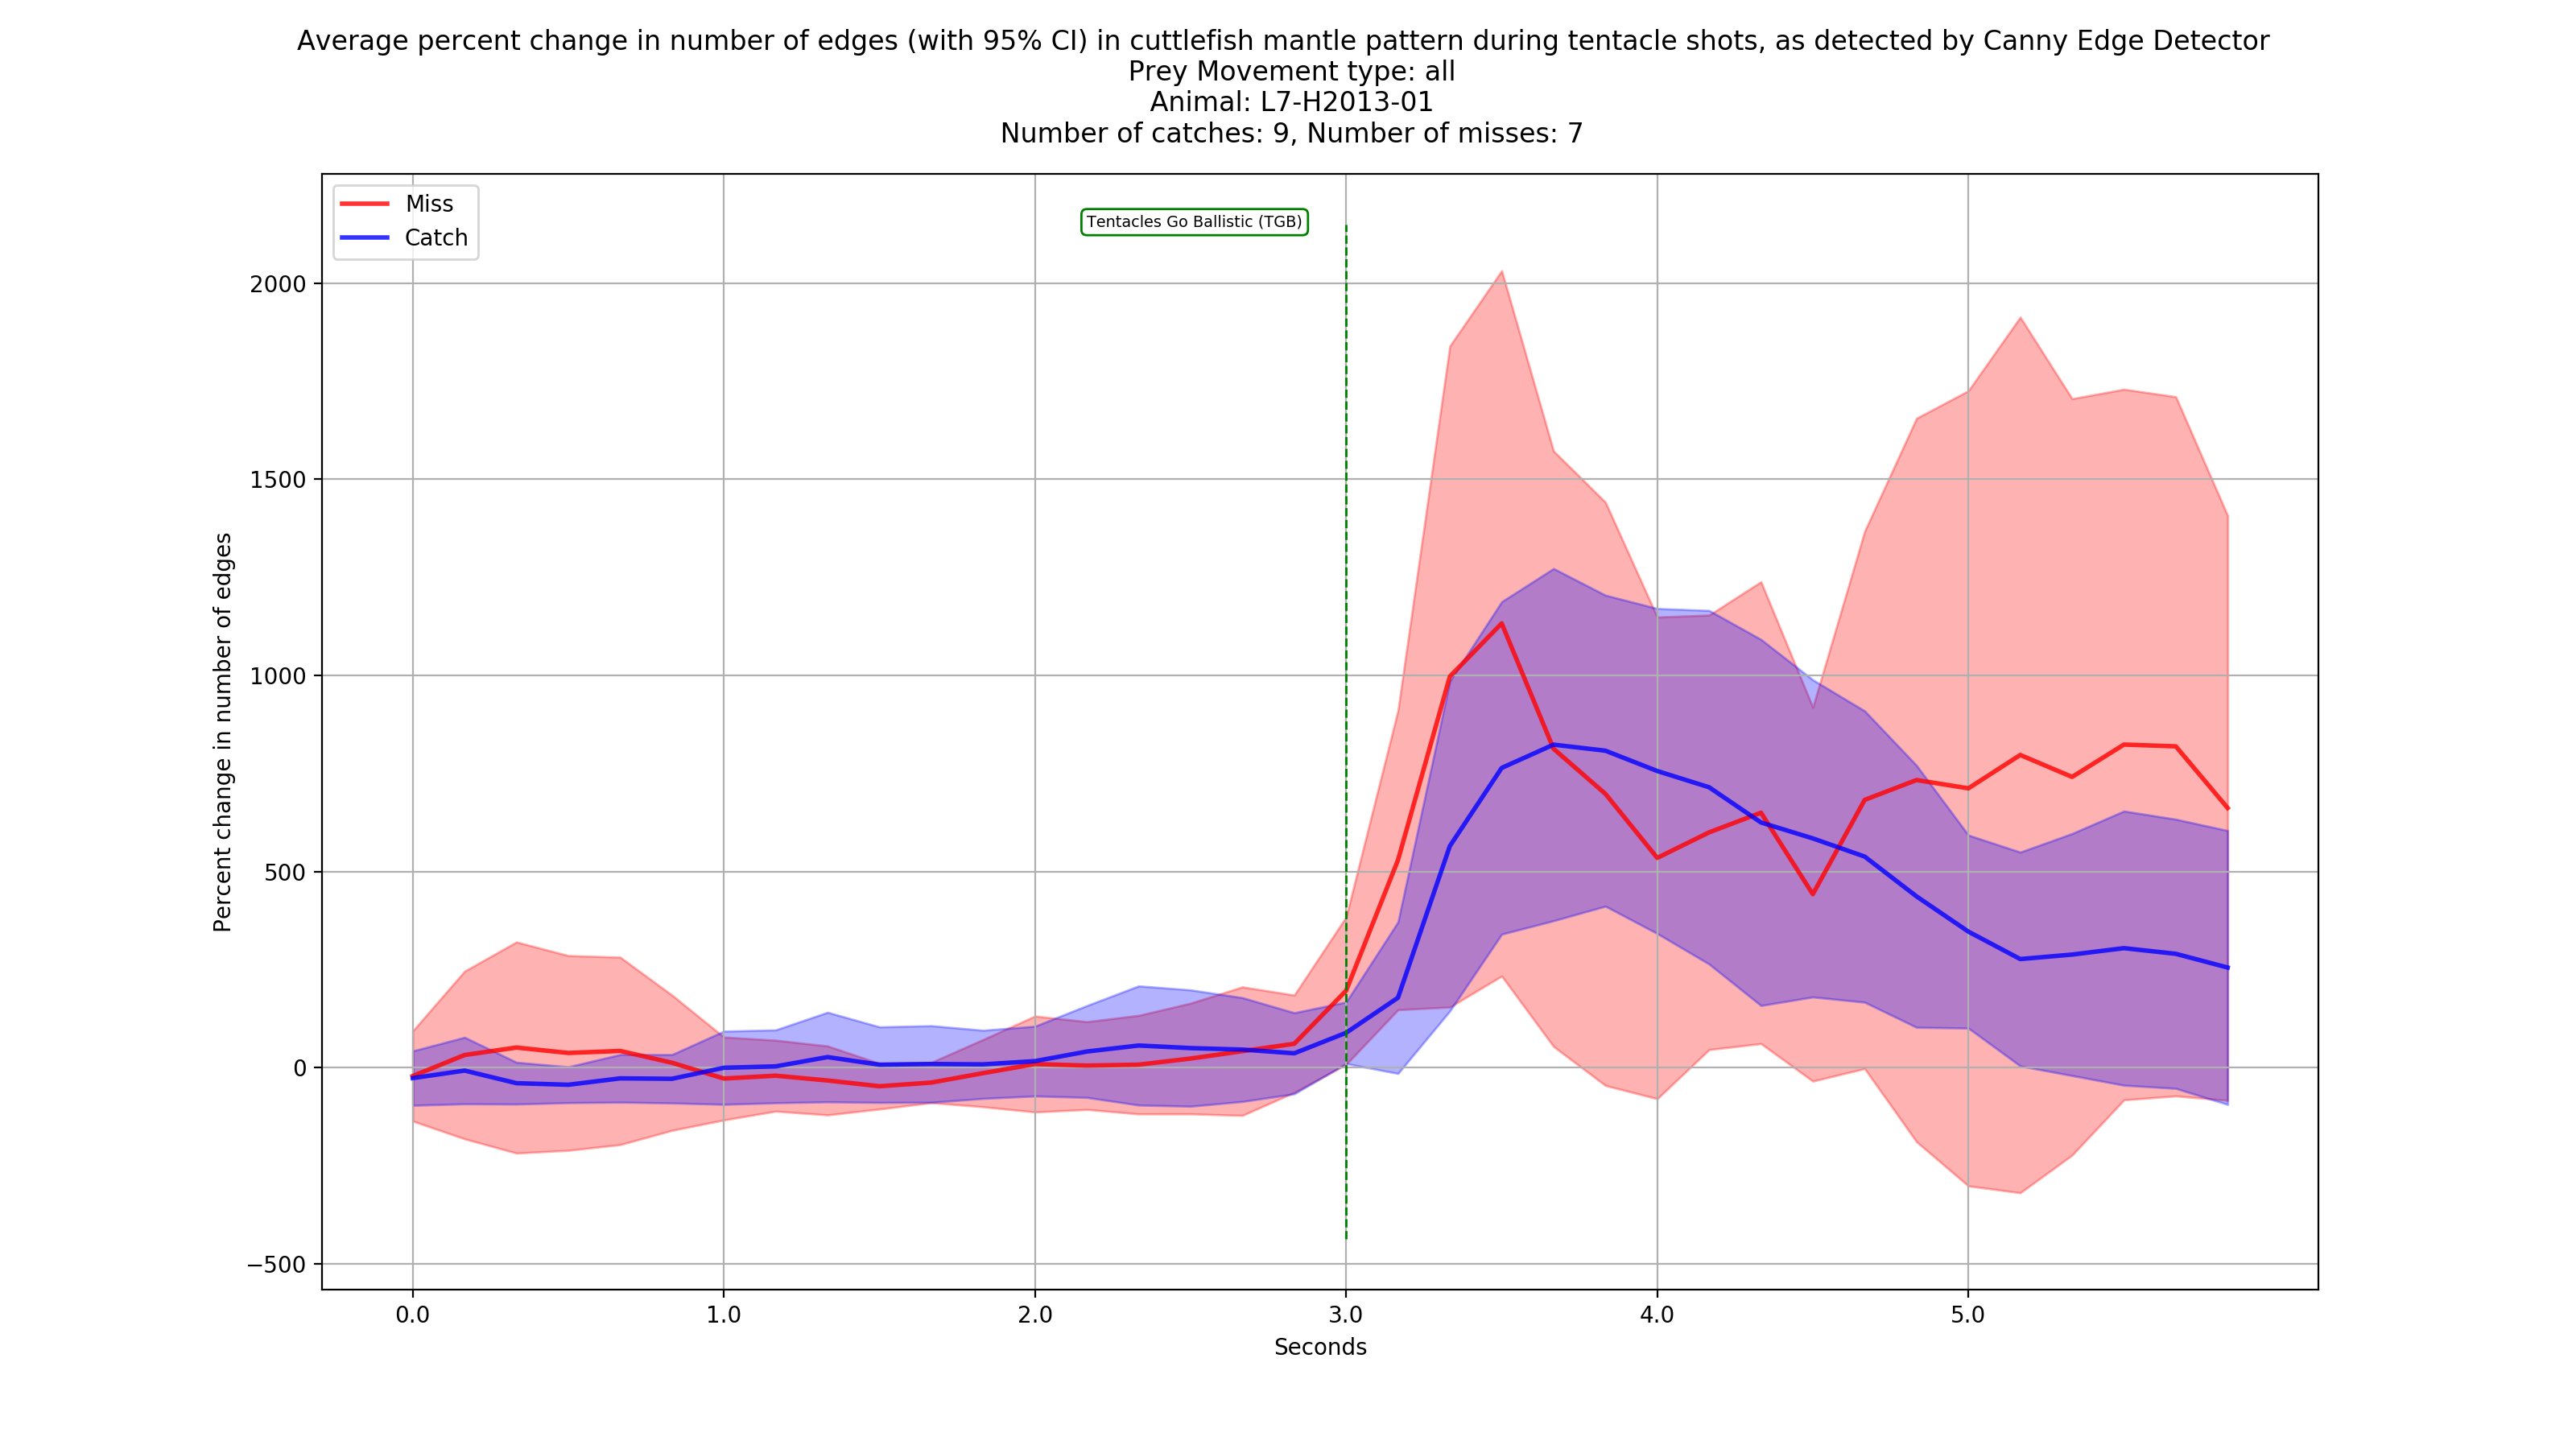 Average percent change in number of edges (with 95% CI) in cuttlefish mantle pattern during tentacle shots, as detected by Canny Edge Detector
Prey Movement type: all
Animal: L7-H2013-01
Number of catches: 9, Number of misses: 7
Miss
Catch
Tentacles Go Ballistic (TGB)
2000
1500
1000
500
0
−500
Percent change in number of edges
0.0 1.0 2.0 3.0 4.0 5.0
Seconds